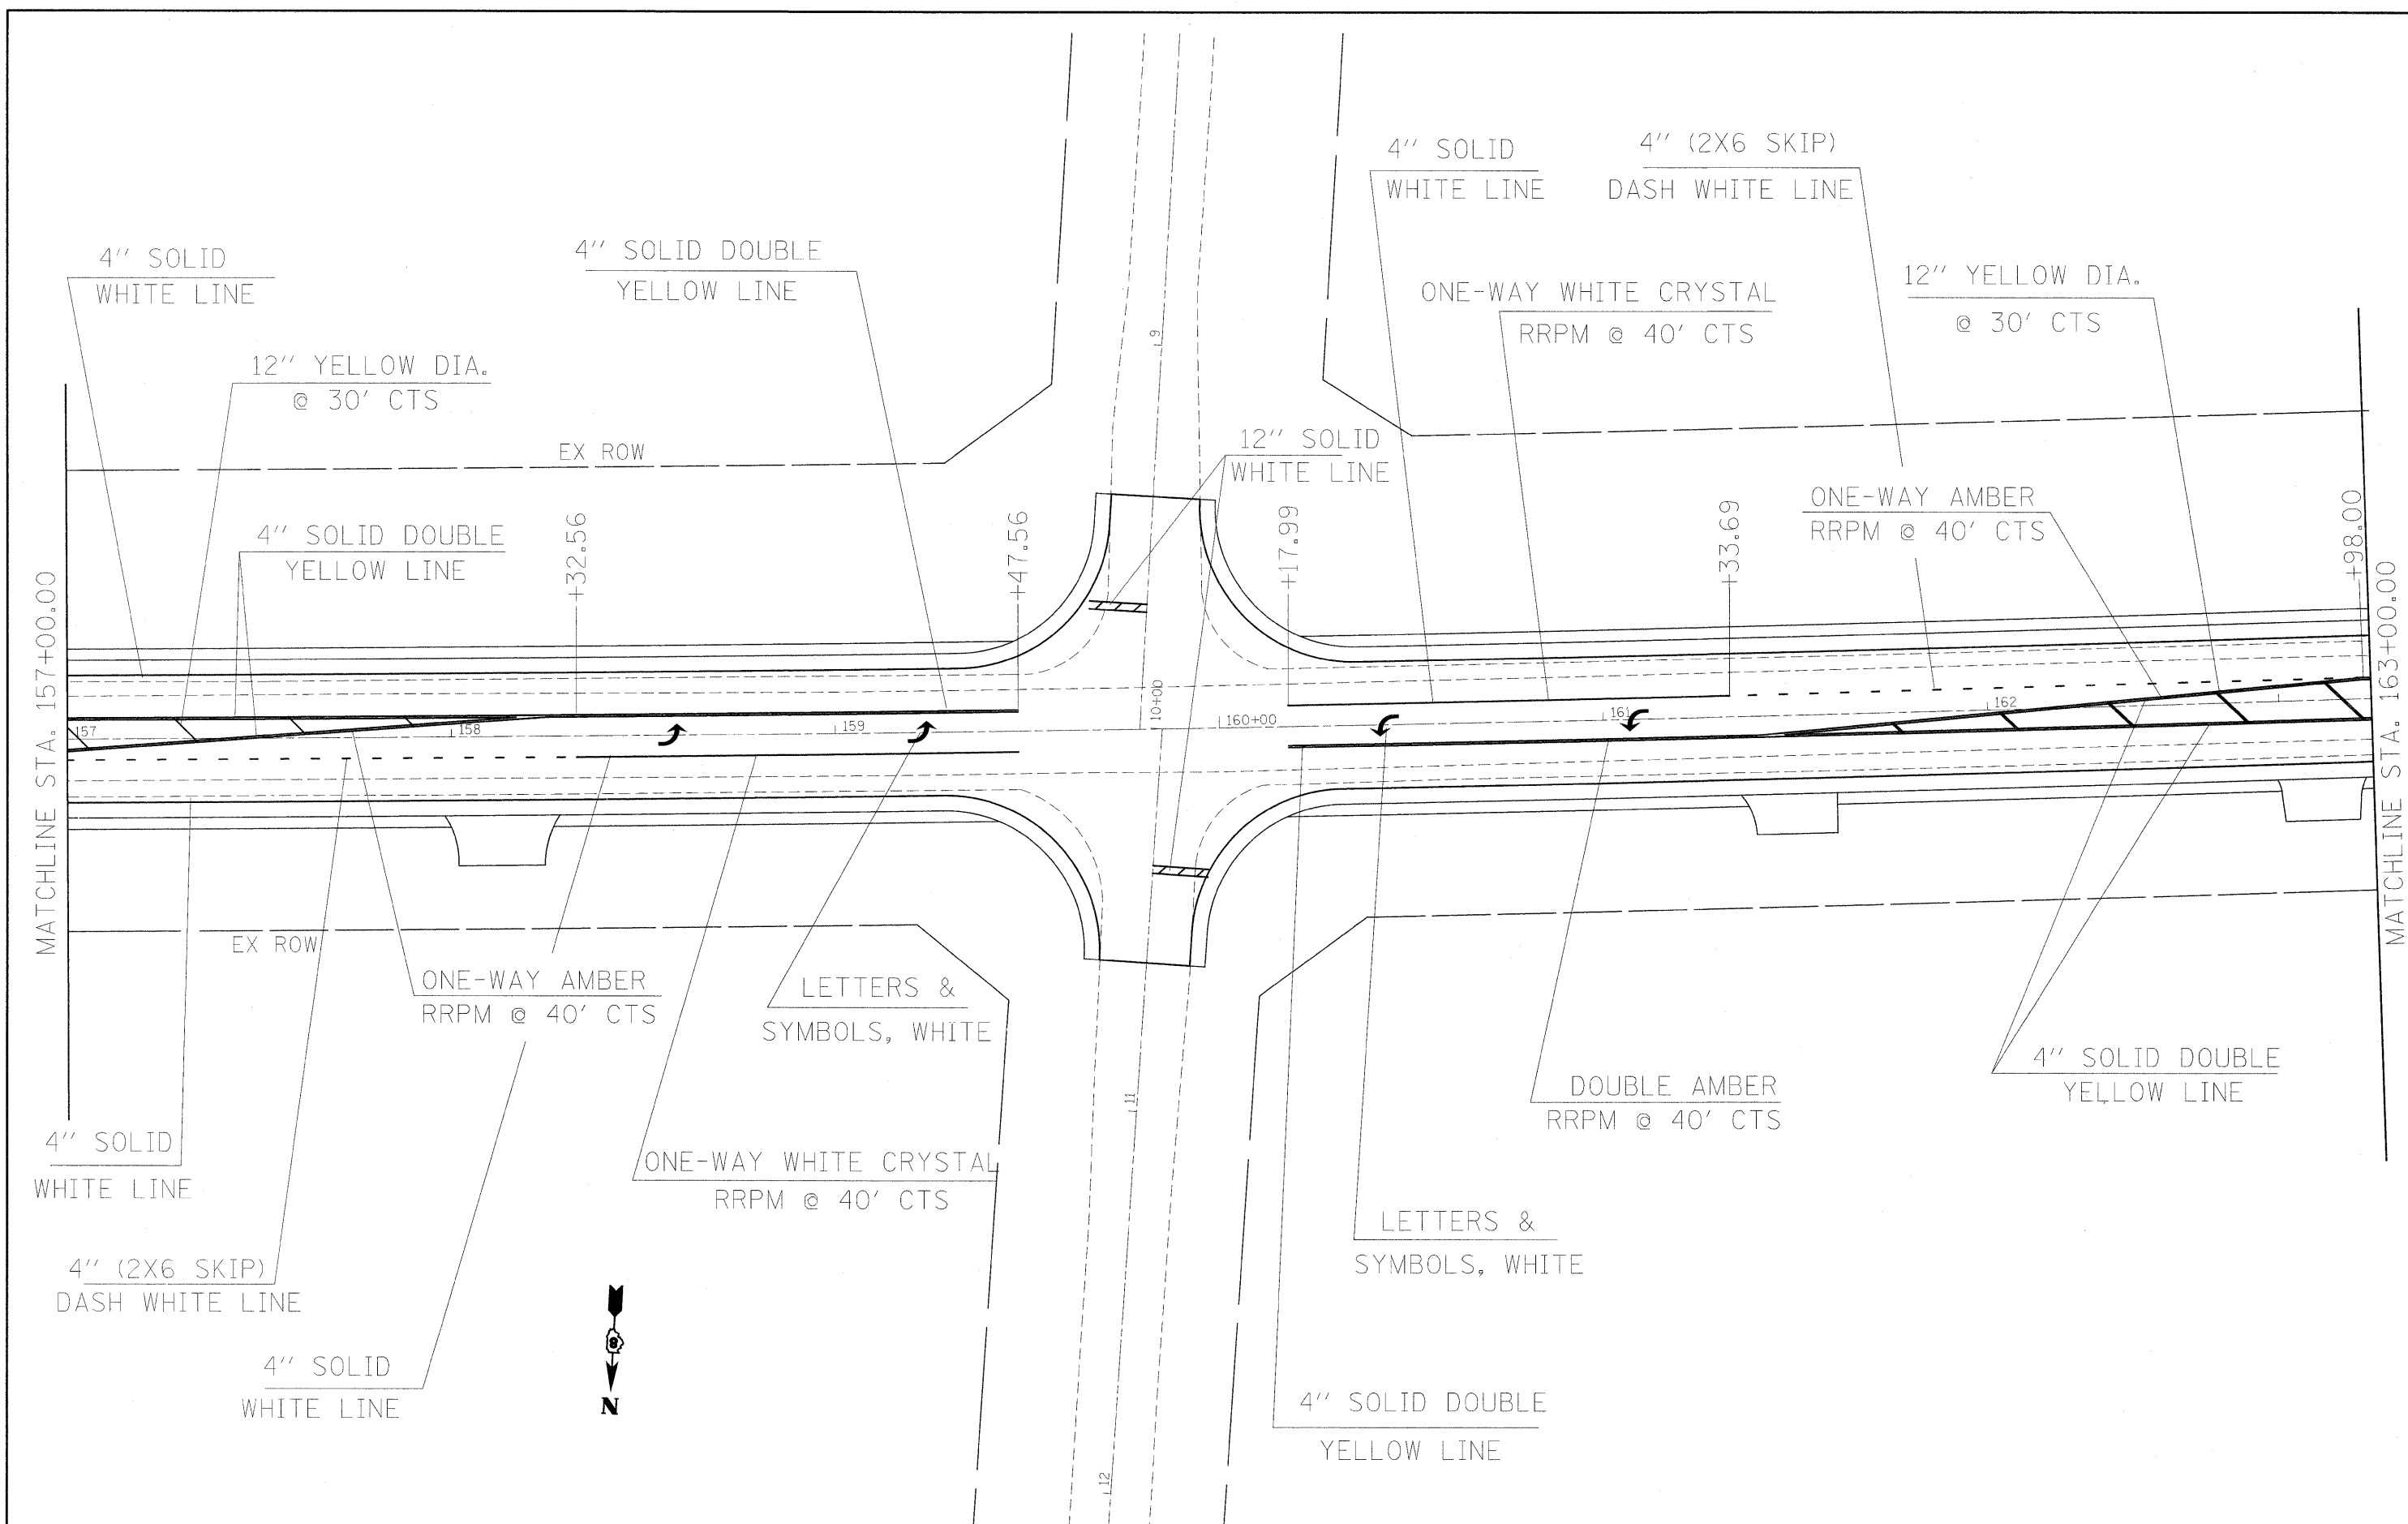 4" SOLID
WHITE LINE
4" (2X6 SKIP)
DASH WHITE LINE
4" SOLID
WHITE LINE
4" SOLID DOUBLE
YELLOW LINE
ONE-WAY WHITE CRYSTAL
RRPM @ 40' CTS
12" YELLOW DIA.
@ 30' CTS
12" YELLOW DIA.
@ 30' CTS
9
EX ROW
12" SOLID
WHITE LINE
4" SOLID DOUBLE
YELLOW LINE
+32.56
+47.56
+17.99
+33.69
ONE-WAY AMBER
RRPM @ 40' CTS
+98.00
MATCHLINE STA. 157+00.00
MATCHLINE STA. 163+00.00
157
158
159
10+00
160+00
161
162
EX ROW
ONE-WAY AMBER
RRPM @ 40' CTS
LETTERS &
SYMBOLS, WHITE
11
DOUBLE AMBER
RRPM @ 40' CTS
4" SOLID DOUBLE
YELLOW LINE
4" SOLID
WHITE LINE
ONE-WAY WHITE CRYSTAL
RRPM @ 40' CTS
LETTERS &
SYMBOLS, WHITE
4" (2X6 SKIP)
DASH WHITE LINE
8
4" SOLID
WHITE LINE
N
4" SOLID DOUBLE
YELLOW LINE
12